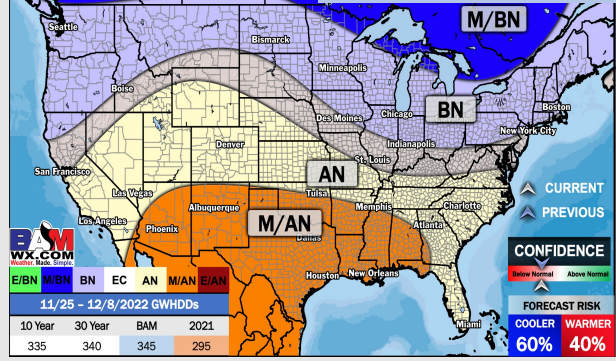 M/BN
Seattle
Bismarck
Minneapolis
Boise
BN
Boston
Chicago
Des Moines
New York City
Indianapolis
Denver
St. Louis
San Francisco
AN
CURRENT
Las Vegas
Tulsa
Albuquerque
Memphis
Charlotte
PREVIOUS
Los Angeles
M/AN
Phoenix
Atlanta
Dallas
BAM
WX.COM
Weather. Made. Simple.
CONFIDENCE
Below Normal Above Normal
Houston
New Orleans
E/BN M/BN BN EC AN M/AN E/AN
11/25 – 12/8/2022 GWHDDs
FORECAST RISK
10 Year 30 Year BAM 2021
COOLER WARMER
Miami
335 340 345 295
60% 40%